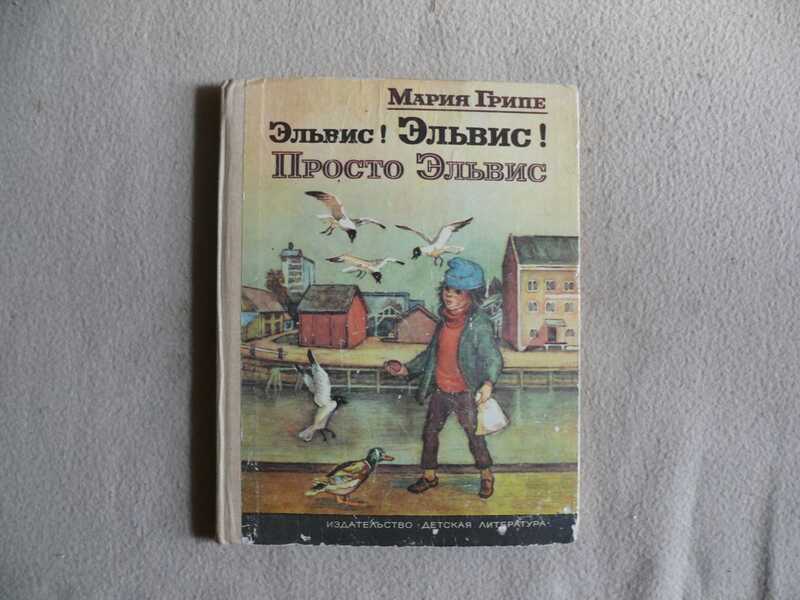 Мария Грипе
Эльвис! Эльвис!
Просто Эльвис
ИЗДАТЕЛЬСТВО · ДЕТСКАЯ ЛИТЕРАТУРА ·